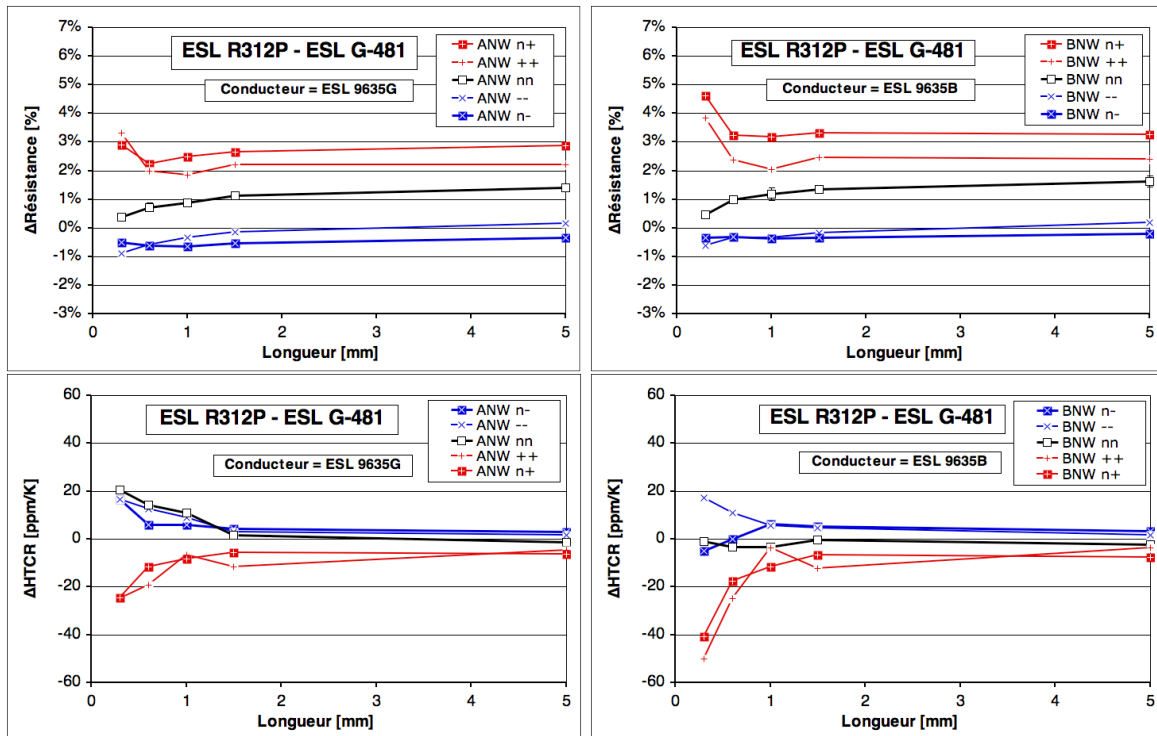 7%
6%
5%
4%
3%
2%
1%
0%
-1%
-2%
-3%
ΔRésistance [%]
ESL R312P - ESL G-481
Conducteur = ESL 9635G
ANW n+
ANW ++
ANW nn
ANW --
ANW n-
0 1 2 3 4 5
Longueur [mm]
7%
6%
5%
4%
3%
2%
1%
0%
-1%
-2%
-3%
ΔRésistance [%]
ESL R312P - ESL G-481
Conducteur = ESL 9635B
BNW n+
BNW ++
BNW nn
BNW --
BNW n-
0 1 2 3 4 5
Longueur [mm]
60
40
20
0
-20
-40
-60
ΔHTCR [ppm/K]
ESL R312P - ESL G-481
Conducteur = ESL 9635G
ANW n-
ANW --
ANW nn
ANW ++
ANW n+
0 1 2 3 4 5
Longueur [mm]
60
40
20
0
-20
-40
-60
ΔHTCR [ppm/K]
ESL R312P - ESL G-481
Conducteur = ESL 9635B
BNW n-
BNW --
BNW nn
BNW ++
BNW n+
0 1 2 3 4 5
Longueur [mm]